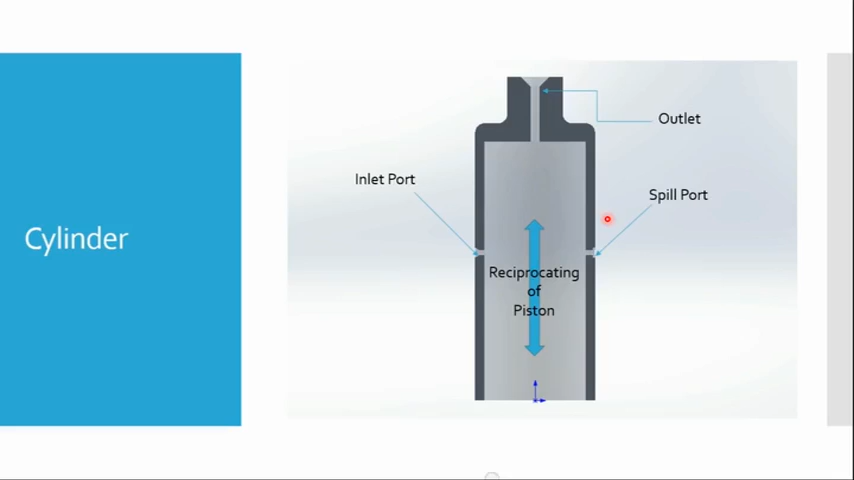 Cylinder
Outlet
Inlet Port
Spill Port
Reciprocating
of
Piston